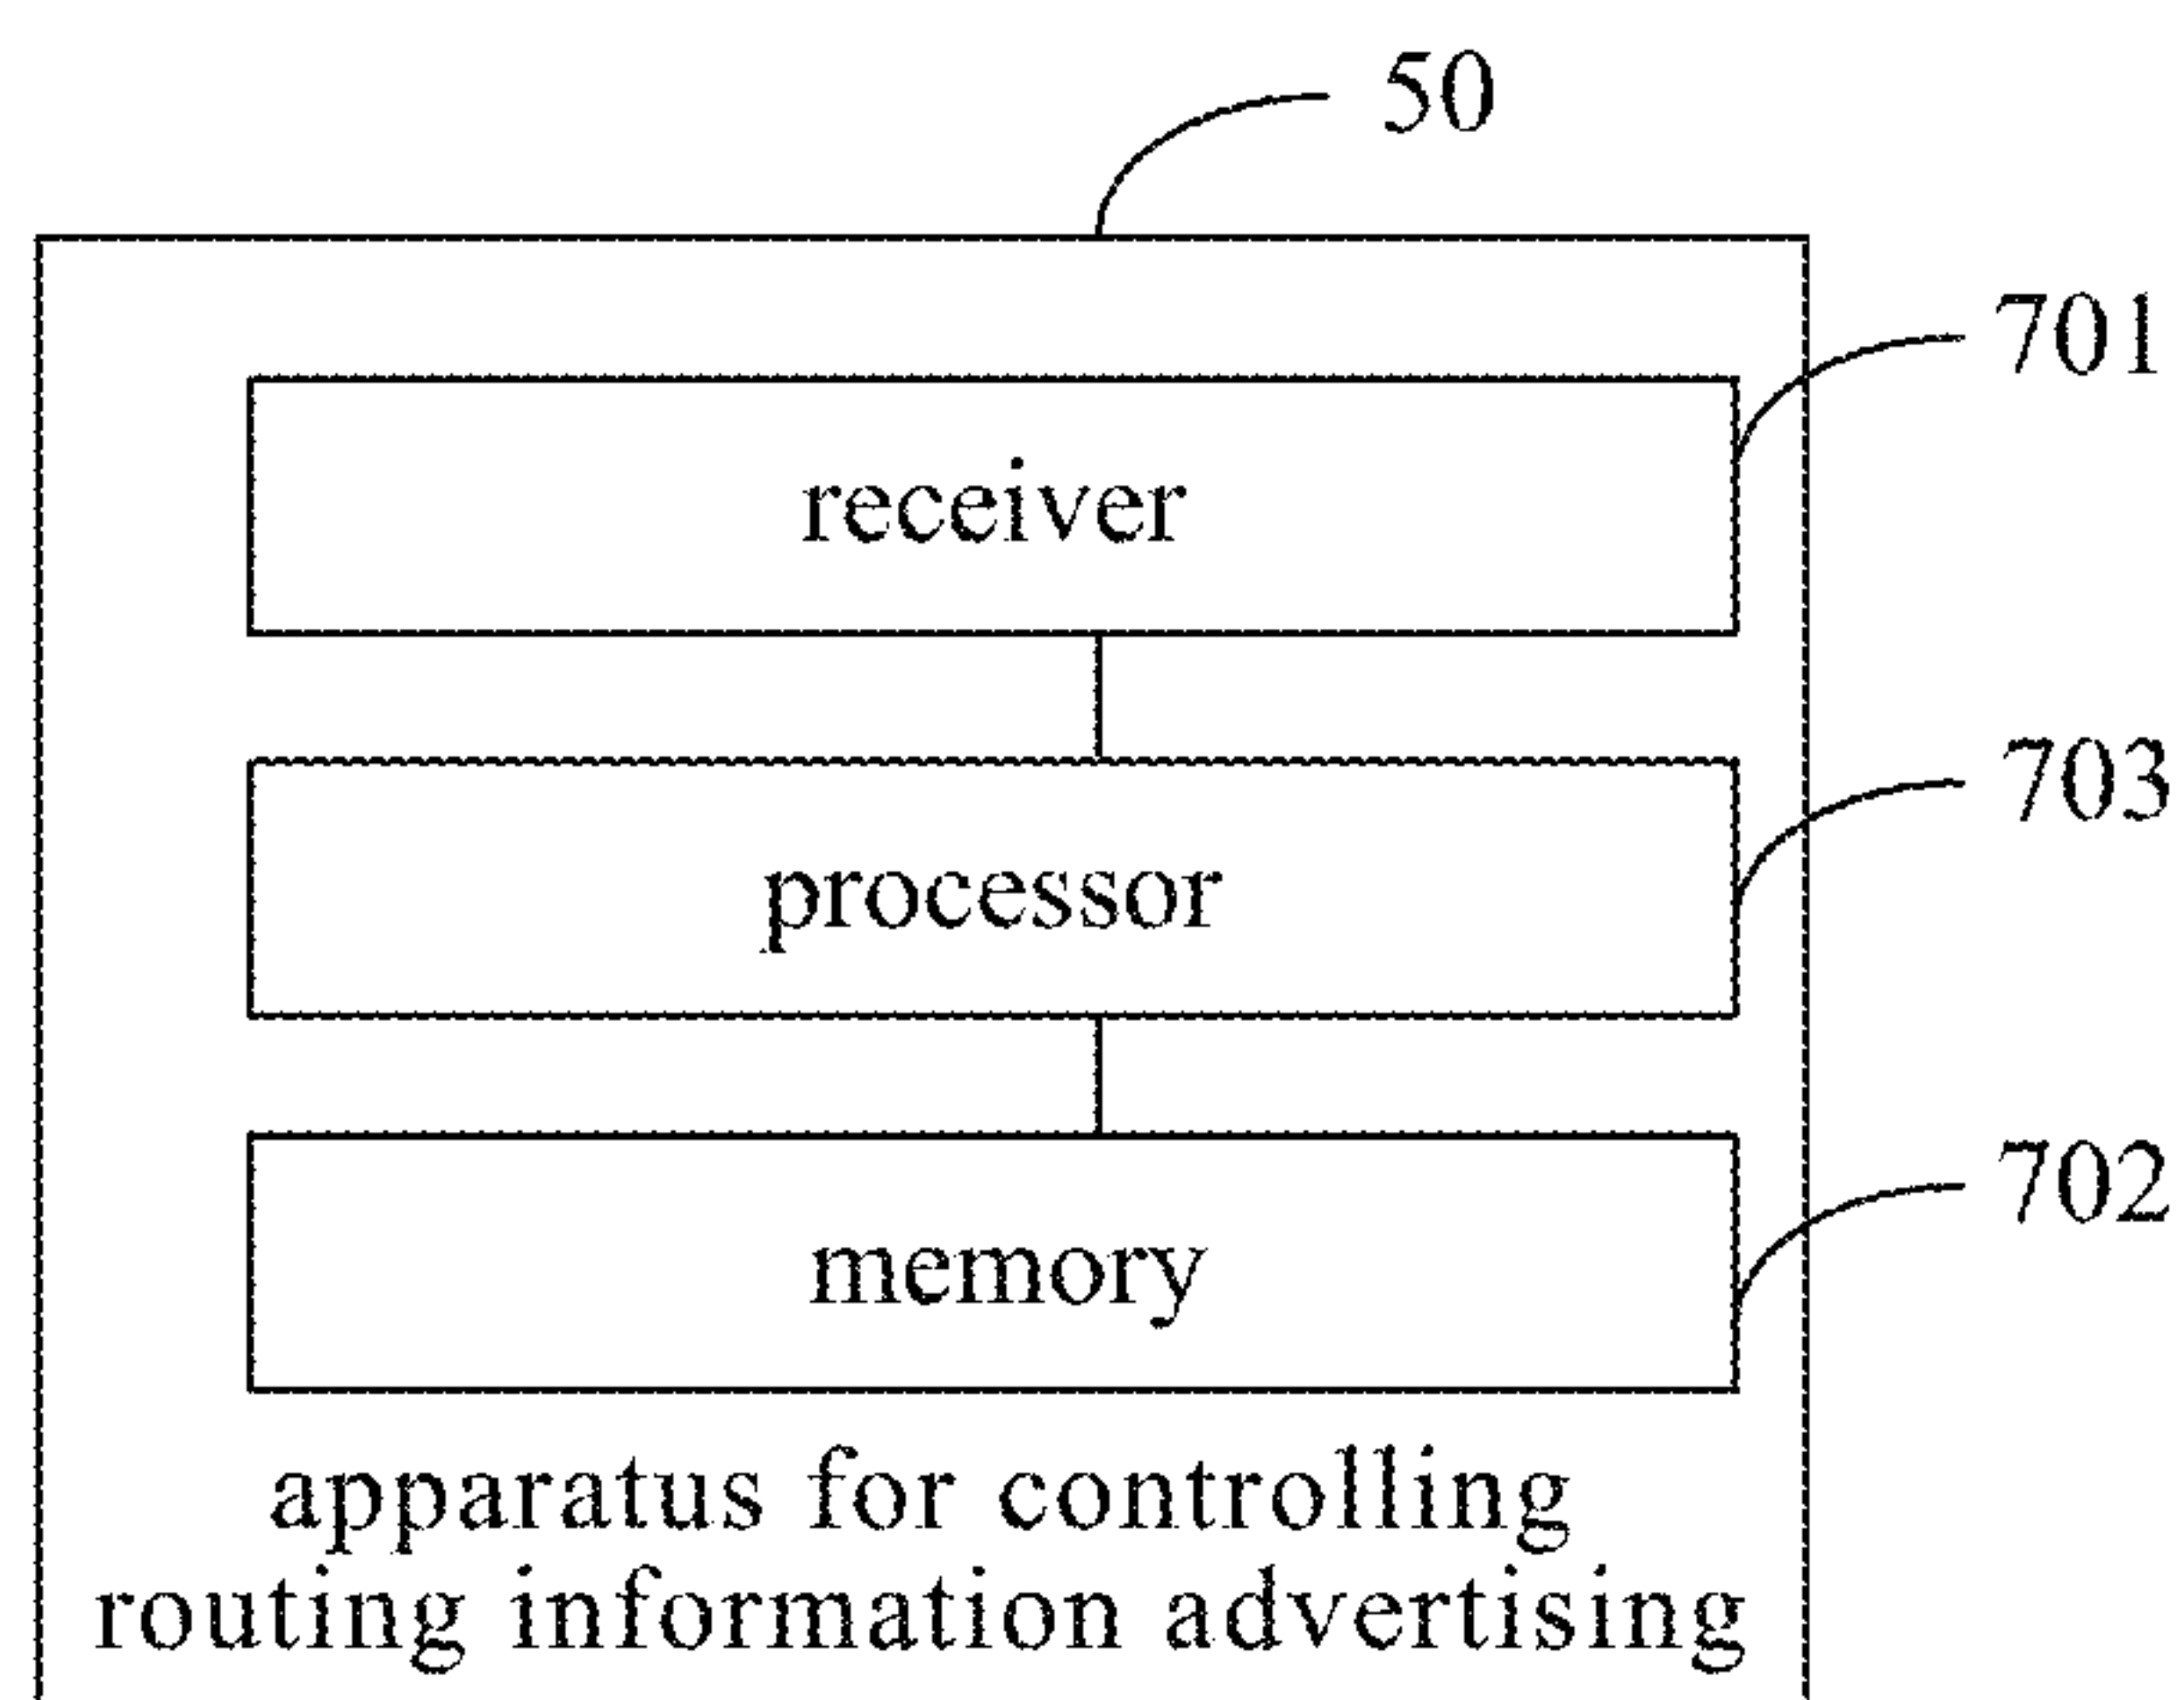 50
701
receiver
703
processor
702
memory
apparatus for controlling
routing information advertising